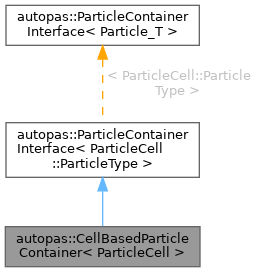 autopas::ParticleContainer
Interface< Particle_T >
< ParticleCell::Particle
Type >
autopas::ParticleContainer
Interface< ParticleCell
::ParticleType >
autopas::CellBasedParticle
Container< ParticleCell >